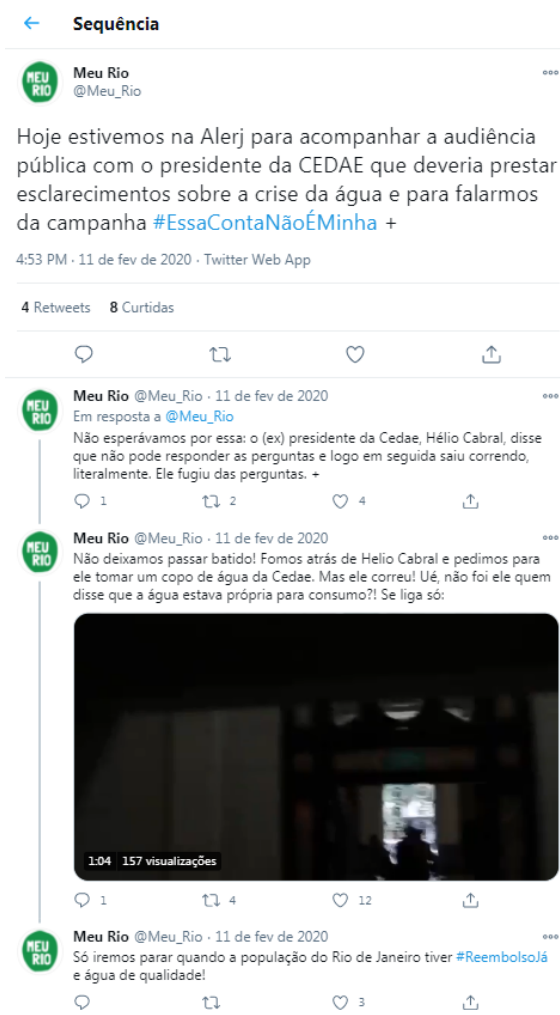 Sequência
MEU
RIO
Meu Rio
@Meu_Rio
Hoje estivemos na Alerj para acompanhar a audiência
pública com o presidente da CEDAE que deveria prestar
esclarecimentos sobre a crise da água e para falarmos
da campanha #EssaContaNãoÉMinha +
4:53 PM · 11 de fev de 2020 · Twitter Web App
4 Retweets 8 Curtidas
MEU
RIO
Meu Rio @Meu_Rio · 11 de fev de 2020
Em resposta a @Meu_Rio
Não esperávamos por essa: o (ex) presidente da Cedae, Hélio Cabral, disse
que não pode responder as perguntas e logo em seguida saiu correndo,
literalmente. Ele fugiu das perguntas. +
1 2 4
MEU
RIO
Meu Rio @Meu_Rio · 11 de fev de 2020
Não deixamos passar batido! Fomos atrás de Helio Cabral e pedimos para
ele tomar um copo de água da Cedae. Mas ele correu! Ué, não foi ele quem
disse que a água estava própria para consumo?! Se liga só:
1:04 157 visualizações
1 4 12
MEU
RIO
Meu Rio @Meu_Rio · 11 de fev de 2020
Só iremos parar quando a população do Rio de Janeiro tiver #ReembolsoJá
e água de qualidade!
3